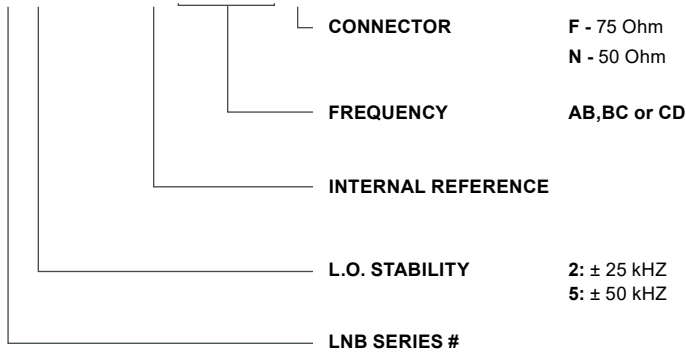 CONNECTOR F - 75 Ohm
N - 50 Ohm
FREQUENCY AB,BC or CD
INTERNAL REFERENCE
L.O. STABILITY 2: ± 25 kHZ
5: ± 50 kHZ
LNB SERIES #